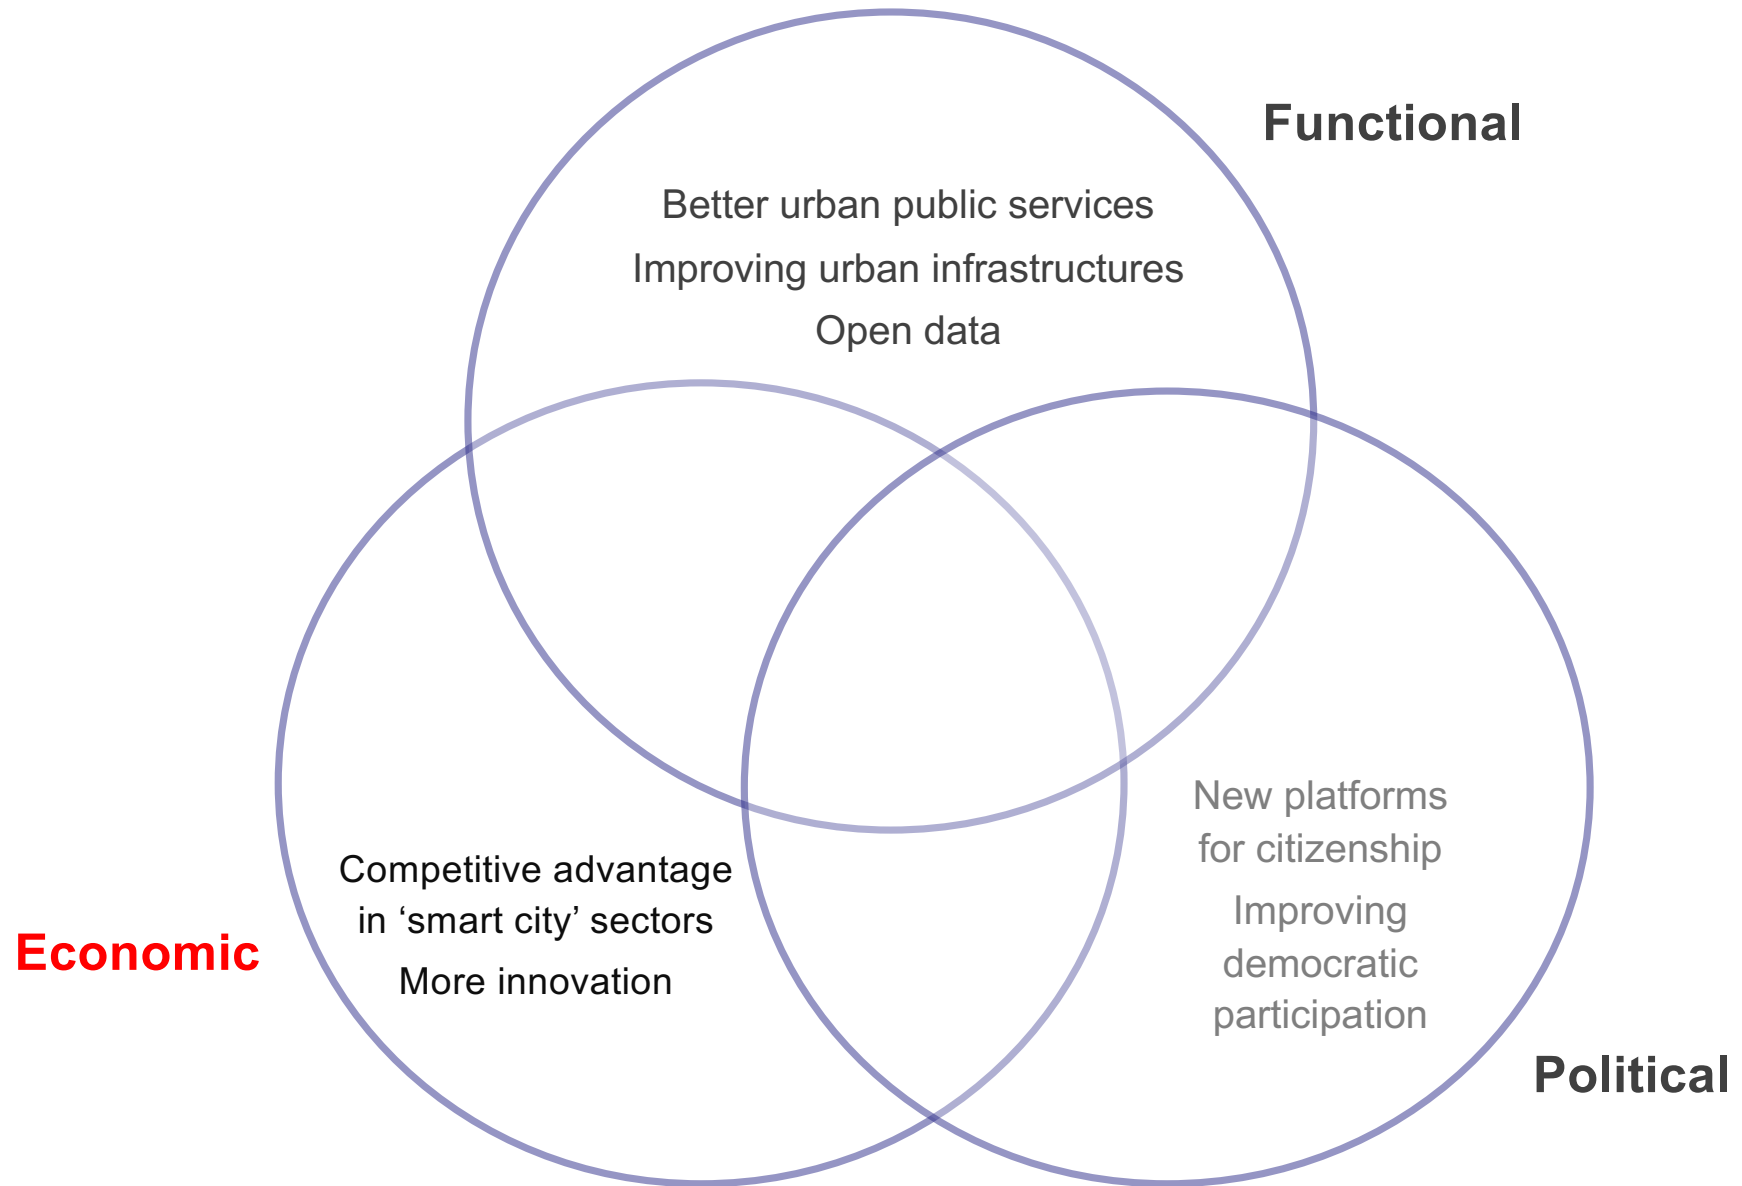 Functional
Better urban public services
Improving urban infrastructures
Open data
Economic
Competitive advantage
in ‘smart city’ sectors
More innovation
New platforms
for citizenship
Improving
democratic
participation
Political